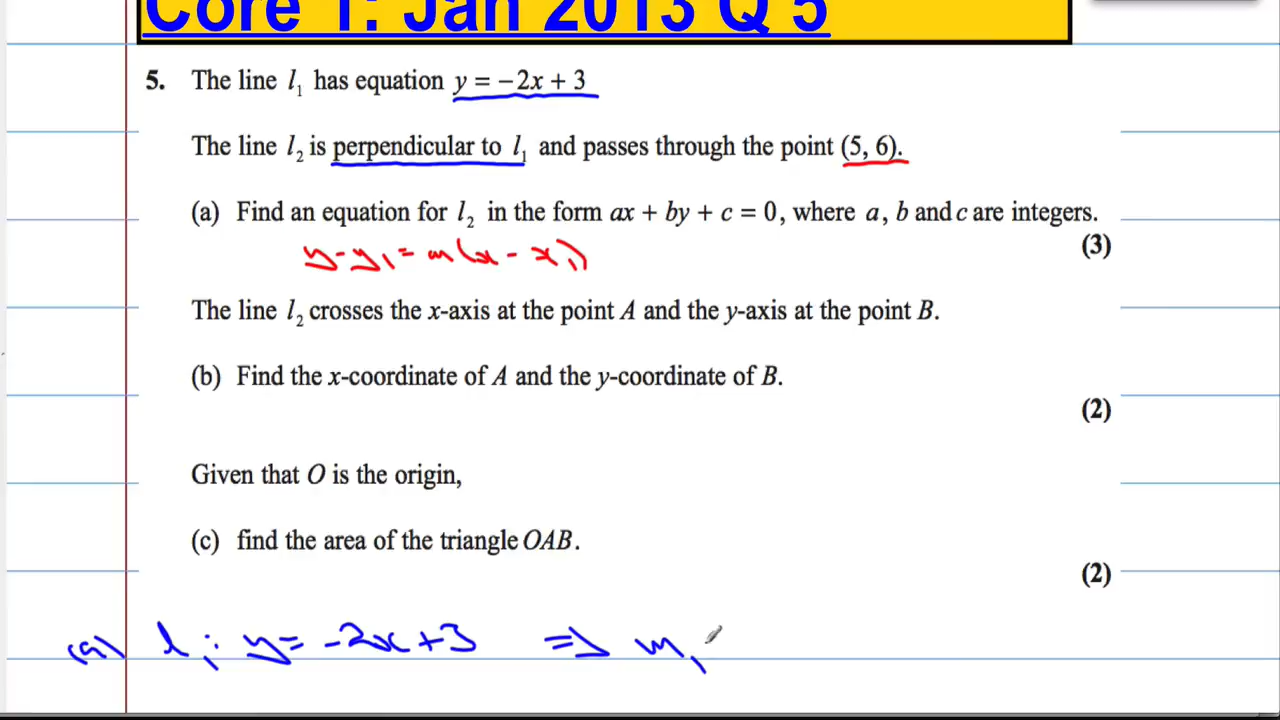 Core 1: Jan 2013 Q 5
5. The line l₁ has equation y = −2x + 3
The line l₂ is perpendicular to l₁ and passes through the point (5, 6).
(a) Find an equation for l₂ in the form ax + by + c = 0, where a, b and c are integers.
(3)
y - y₁ = m(x - x₁)
The line l₂ crosses the x-axis at the point A and the y-axis at the point B.
(b) Find the x-coordinate of A and the y-coordinate of B.
(2)
Given that O is the origin,
(c) find the area of the triangle OAB.
(2)
(a) l₁: y = -2x + 3 ⇒ m₁